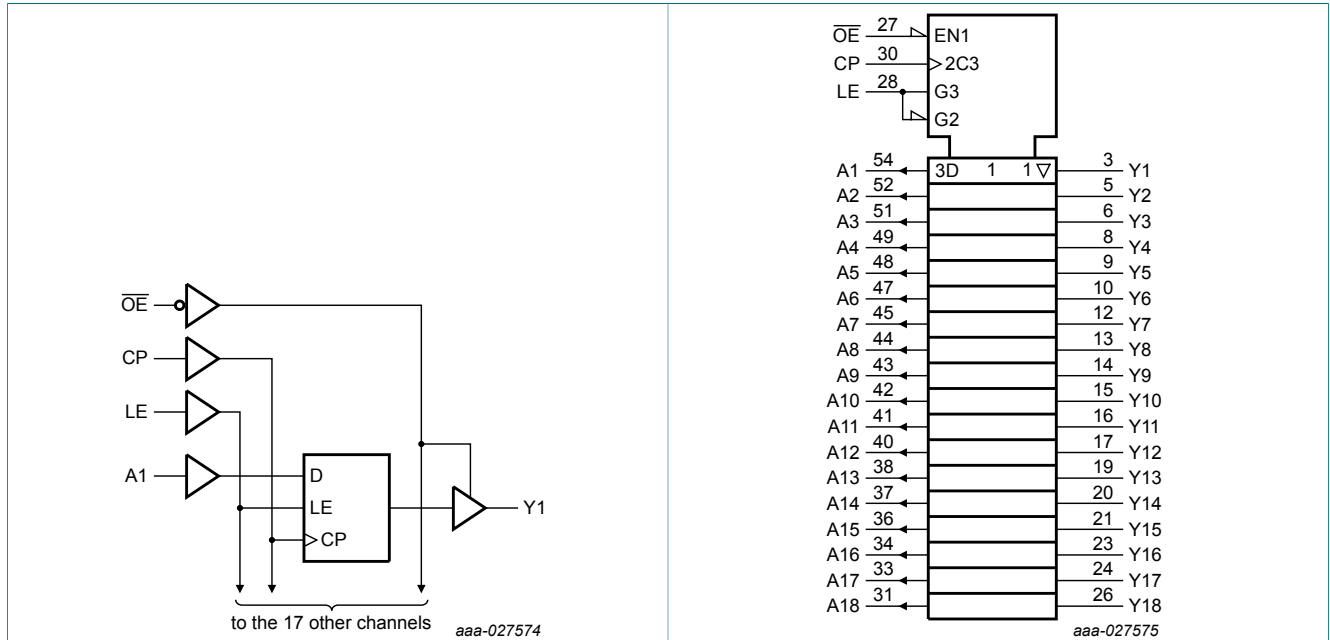 OE
CP
LE
A1
D
LE
CP
Y1
to the 17 other channels
aaa-027574
OE 27 EN1
CP 30 2C3
LE 28 G3
G2
A1 54 3D 1 1 ▽ 3 Y1
A2 52 5 Y2
A3 51 6 Y3
A4 49 8 Y4
A5 48 9 Y5
A6 47 10 Y6
A7 45 12 Y7
A8 44 13 Y8
A9 43 14 Y9
A10 42 15 Y10
A11 41 16 Y11
A12 40 17 Y12
A13 38 19 Y13
A14 37 20 Y14
A15 36 21 Y15
A16 34 23 Y16
A17 33 24 Y17
A18 31 26 Y18
aaa-027575